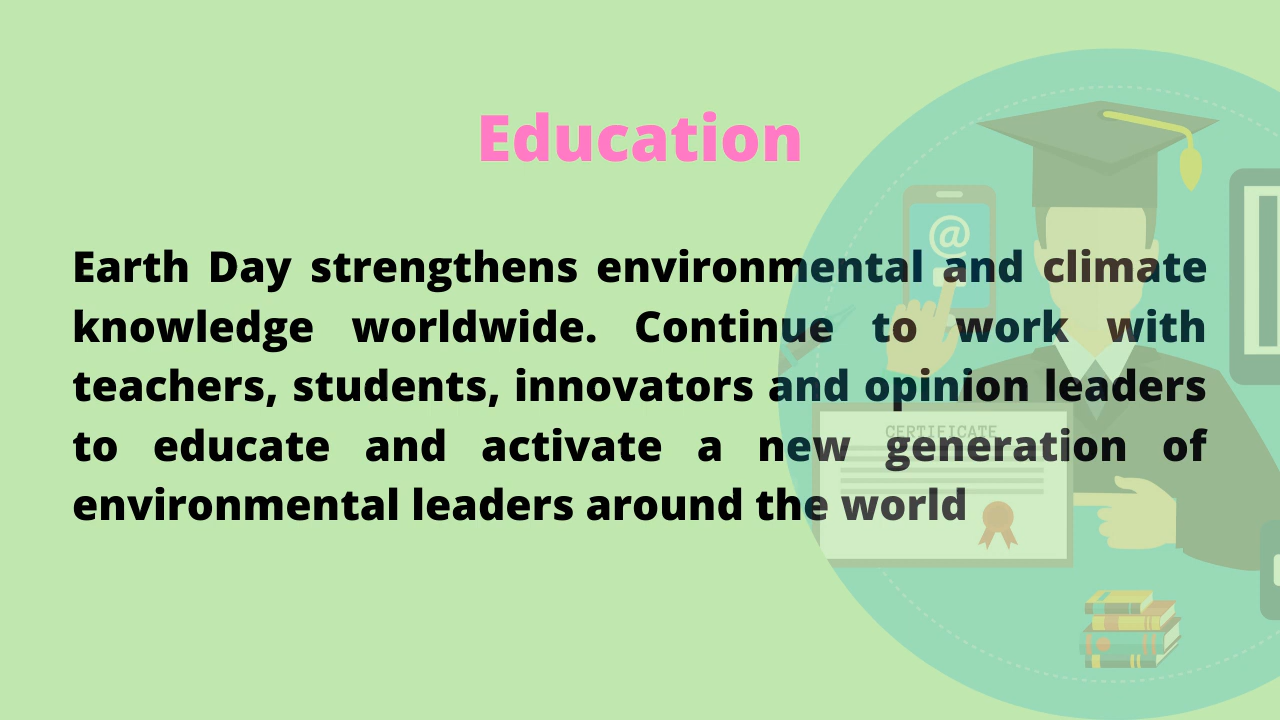 Education
Earth Day strengthens environmental and climate
knowledge worldwide. Continue to work with
teachers, students, innovators and opinion leaders
to educate and activate a new generation of
environmental leaders around the world
@
CERTIFICATE